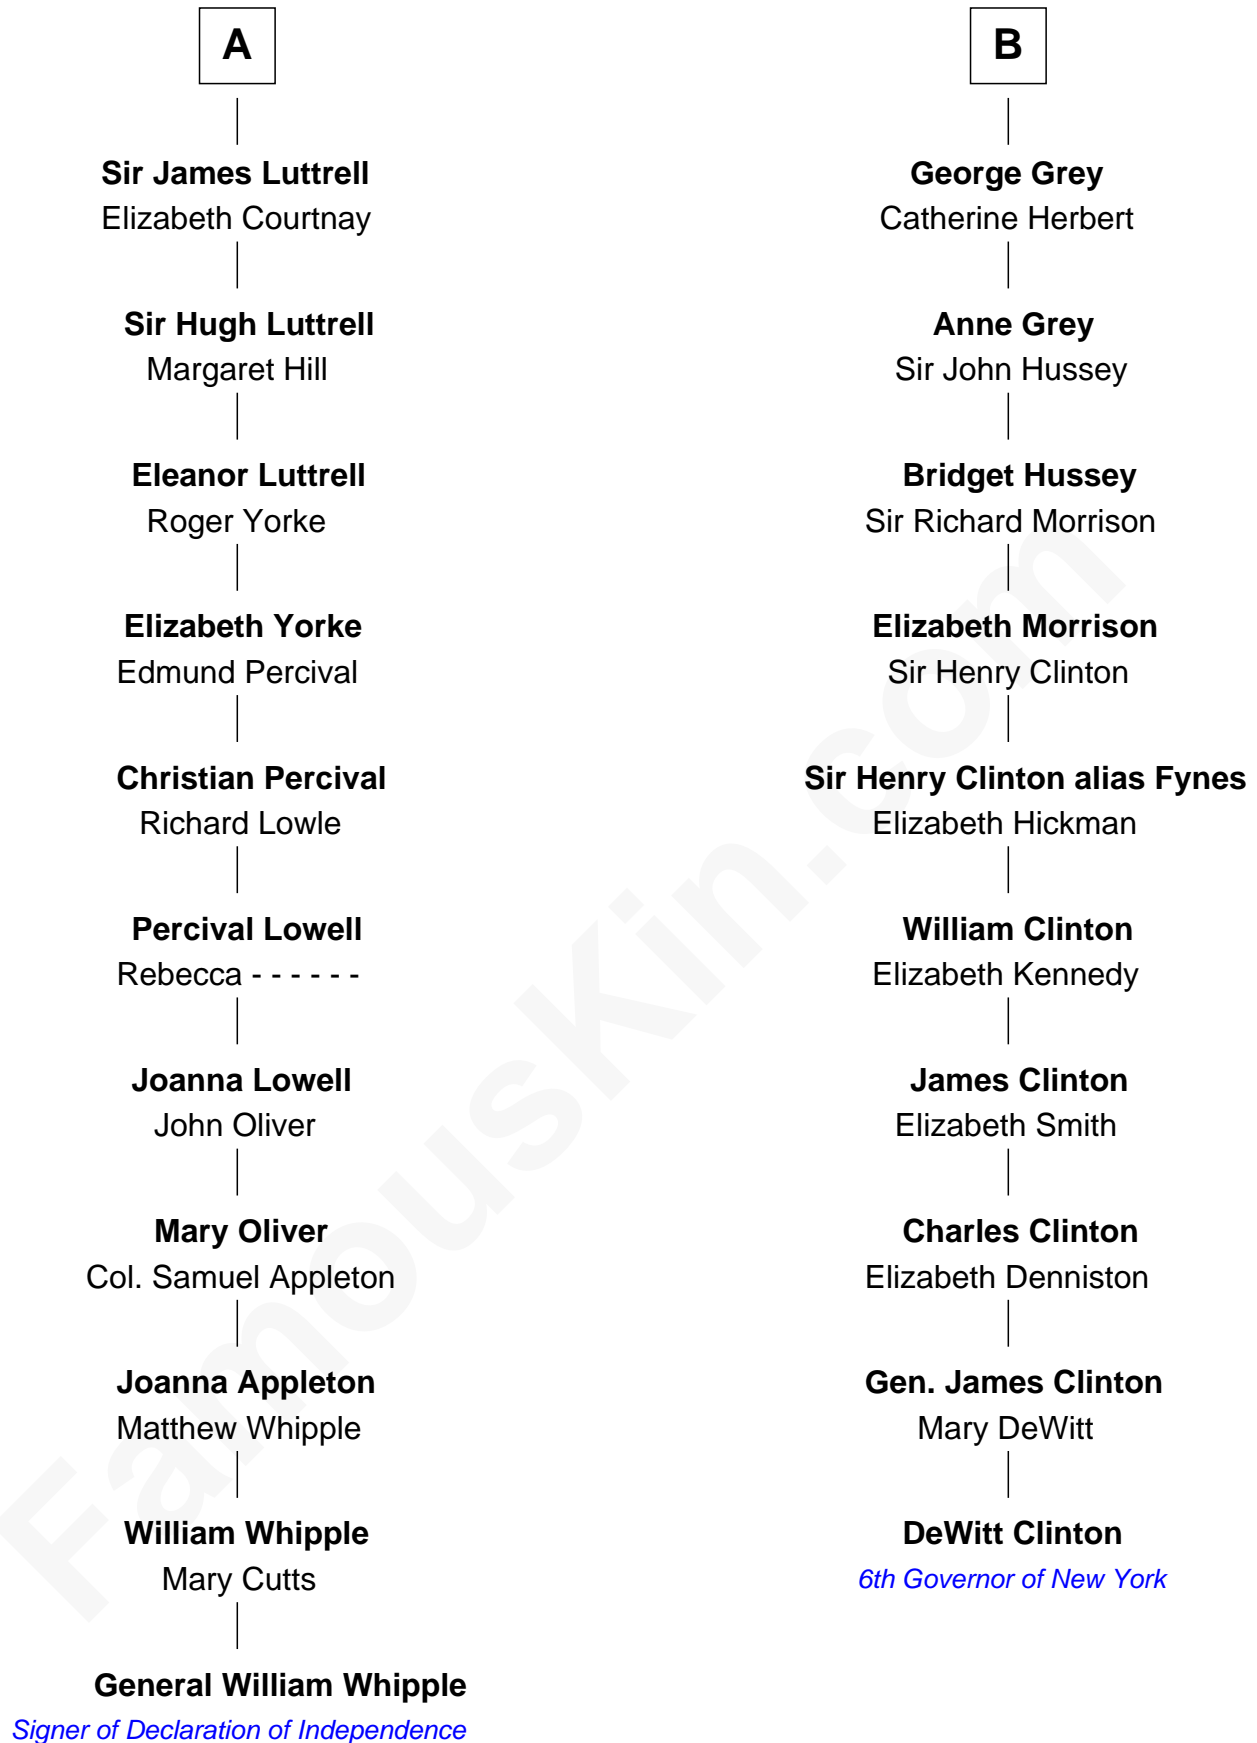 A
Sir James Luttrell
Elizabeth Courtnay
Sir Hugh Luttrell
Margaret Hill
Eleanor Luttrell
Roger Yorke
Elizabeth Yorke
Edmund Percival
Christian Percival
Richard Lowle
Percival Lowell
Rebecca - - - - - -
Joanna Lowell
John Oliver
Mary Oliver
Col. Samuel Appleton
Joanna Appleton
Matthew Whipple
William Whipple
Mary Cutts
General William Whipple
Signer of Declaration of Independence
B
George Grey
Catherine Herbert
Anne Grey
Sir John Hussey
Bridget Hussey
Sir Richard Morrison
Elizabeth Morrison
Sir Henry Clinton
Sir Henry Clinton alias Fynes
Elizabeth Hickman
William Clinton
Elizabeth Kennedy
James Clinton
Elizabeth Smith
Charles Clinton
Elizabeth Denniston
Gen. James Clinton
Mary DeWitt
DeWitt Clinton
6th Governor of New York
FamousKin.com